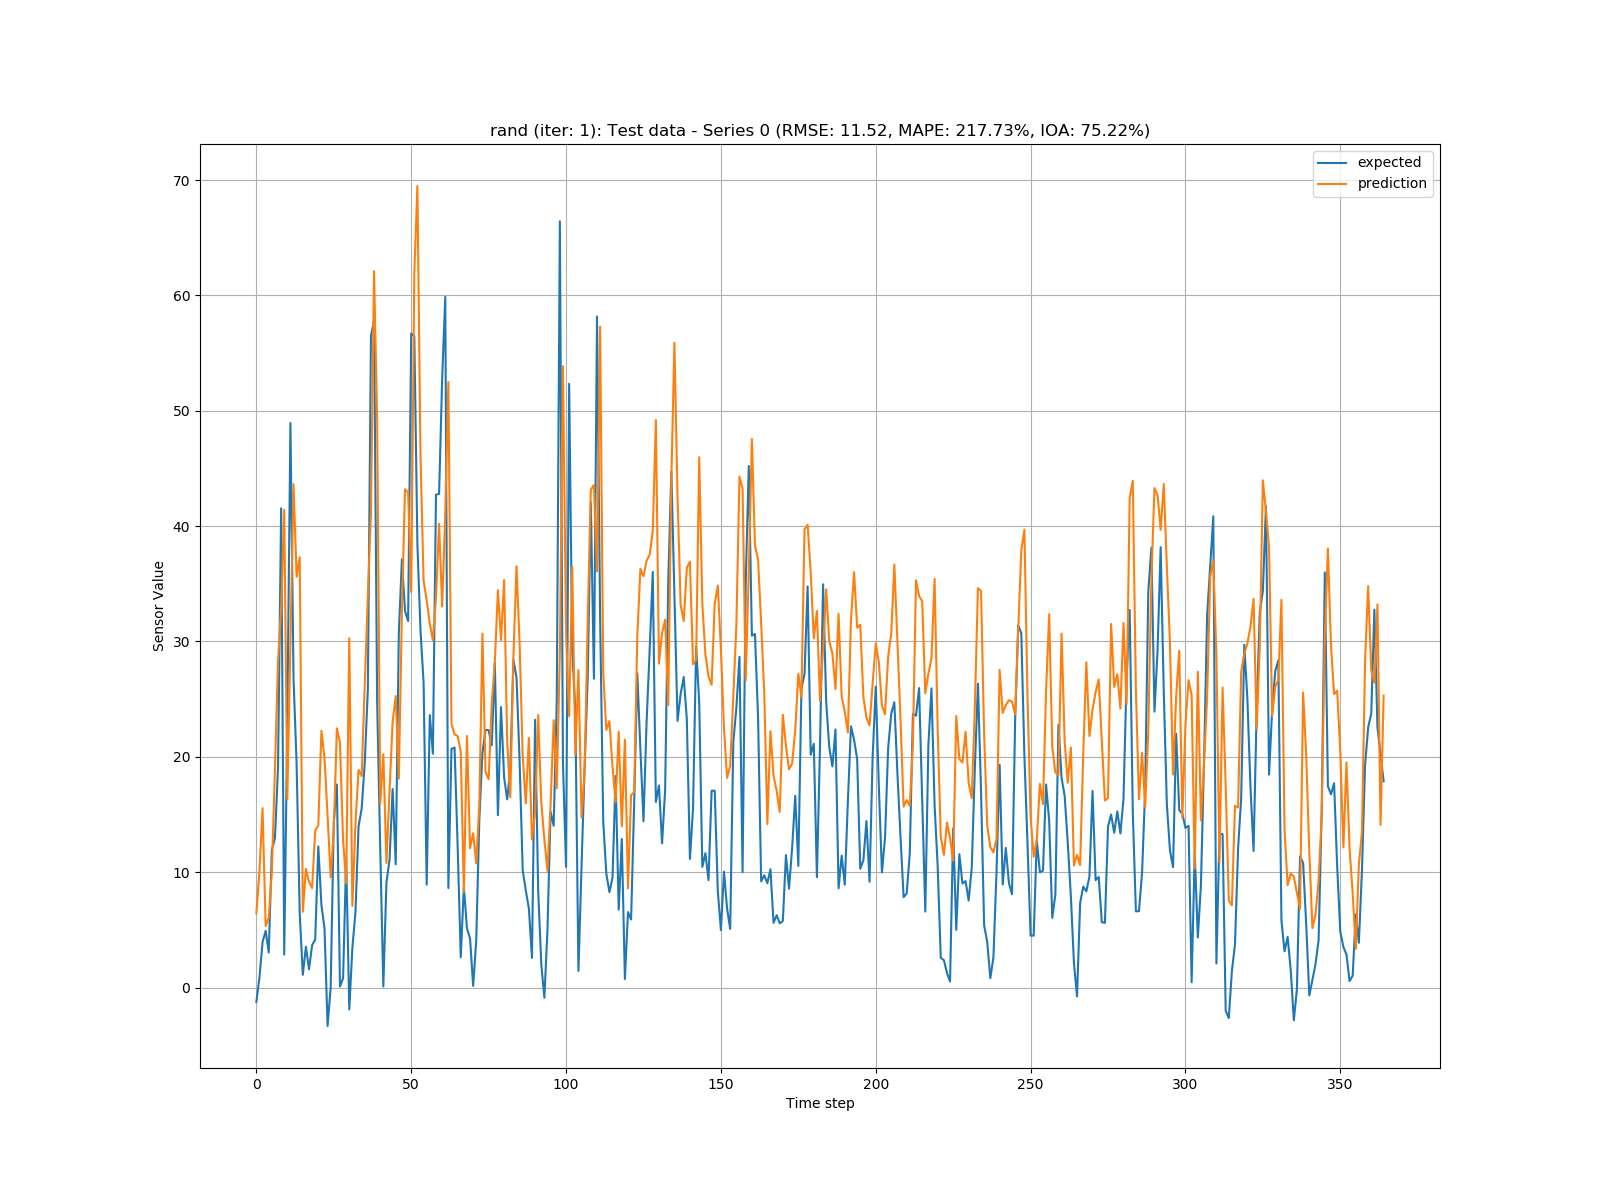 rand (iter: 1): Test data - Series 0 (RMSE: 11.52, MAPE: 217.73%, IOA: 75.22%)
expected
prediction
70
60
50
40
30
20
10
0
Sensor Value
0 50 100 150 200 250 300 350
Time step